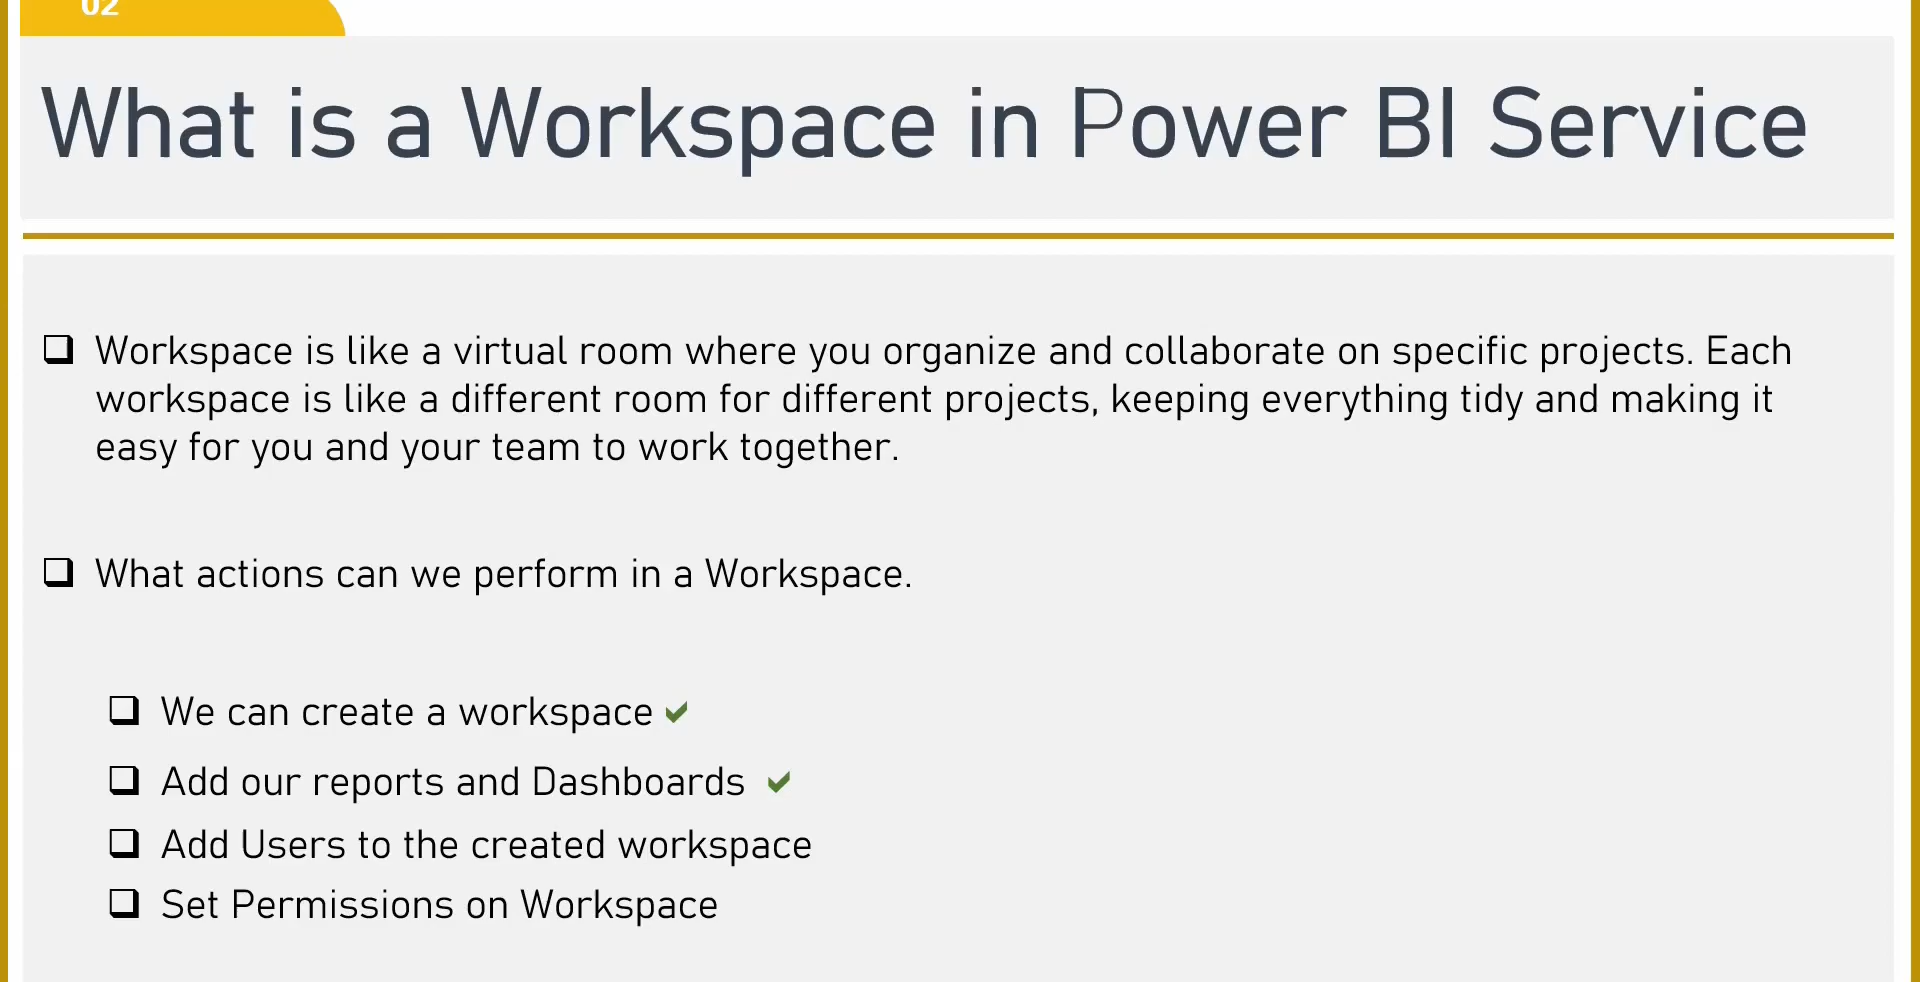 02
What is a Workspace in Power BI Service
Workspace is like a virtual room where you organize and collaborate on specific projects. Each
workspace is like a different room for different projects, keeping everything tidy and making it
easy for you and your team to work together.
What actions can we perform in a Workspace.
We can create a workspace
Add our reports and Dashboards
Add Users to the created workspace
Set Permissions on Workspace